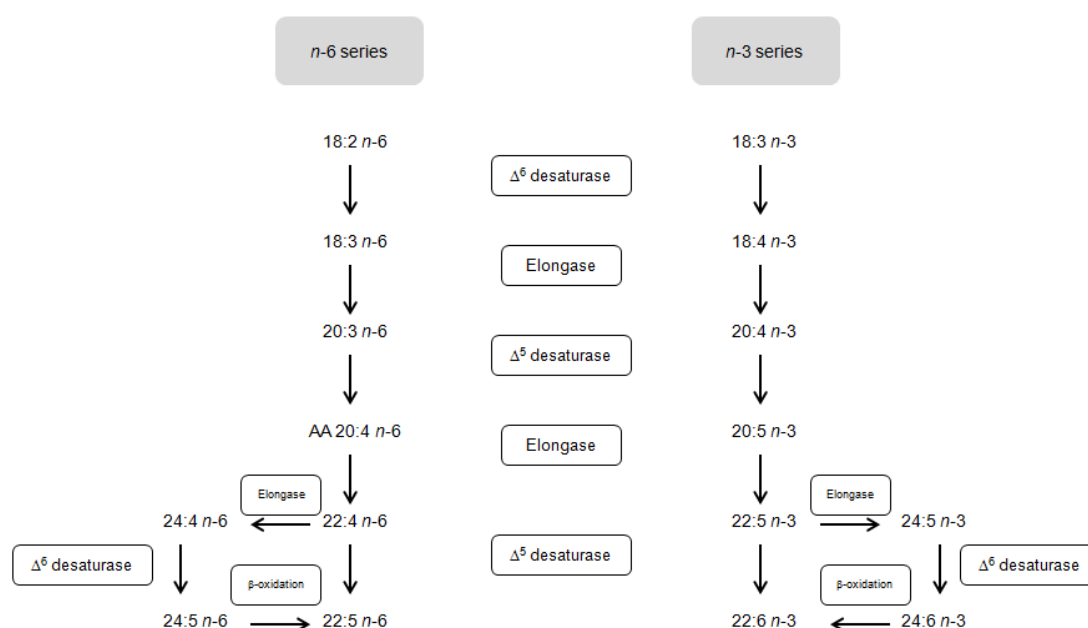 n-6 series
n-3 series
18:2 n-6
18:3 n-3
Δ⁶ desaturase
18:3 n-6
18:4 n-3
Elongase
20:3 n-6
20:4 n-3
Δ⁵ desaturase
AA 20:4 n-6
20:5 n-3
Elongase
Elongase
Elongase
24:4 n-6
22:4 n-6
22:5 n-3
24:5 n-3
Δ⁶ desaturase
Δ⁵ desaturase
Δ⁶ desaturase
β-oxidation
β-oxidation
24:5 n-6
22:5 n-6
22:6 n-3
24:6 n-3